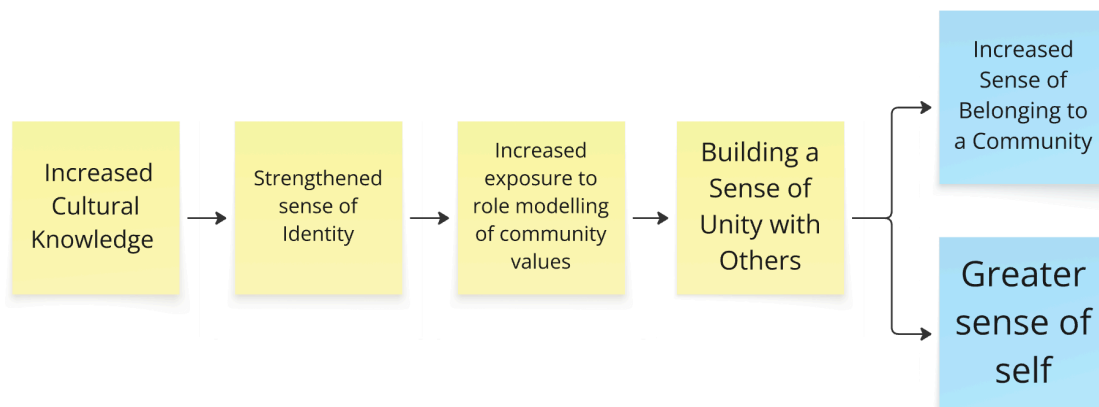 Increased
Cultural
Knowledge
Strengthened
sense of
Identity
Increased
exposure to
role modelling
of community
values
Building a
Sense of
Unity with
Others
Increased
Sense of
Belonging to
a Community
Greater
sense of
self